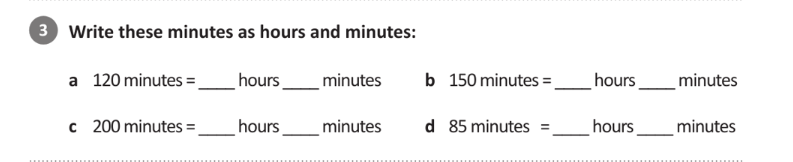 3 Write these minutes as hours and minutes:
a 120 minutes = ____ hours ____ minutes b 150 minutes = ____ hours ____ minutes
c 200 minutes = ____ hours ____ minutes d 85 minutes = ____ hours ____ minutes